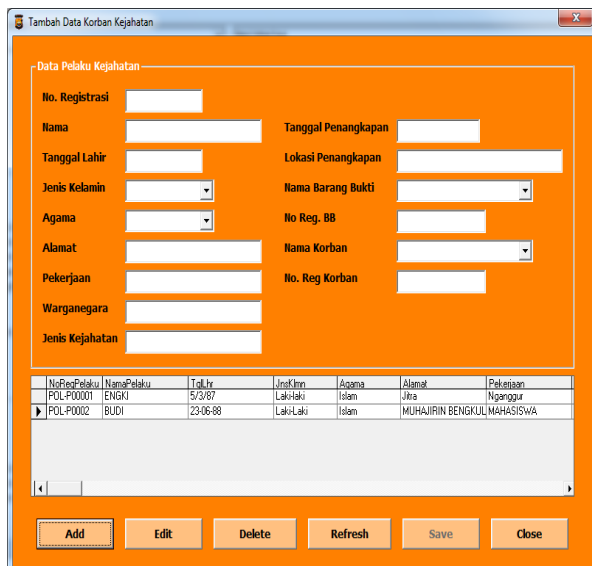 Tambah Data Korban Kejahatan
Data Pelaku Kejahatan
No. Registrasi
Nama Tanggal Penangkapan
Tanggal Lahir Lokasi Penangkapan
Jenis Kelamin Nama Barang Bukti
Agama No Reg. BB
Alamat Nama Korban
Pekerjaan No. Reg Korban
Warganegara
Jenis Kejahatan
NoRegPelaku NamaPelaku TglLhr JnsKlmn Agama Alamat Pekerjaan
POL-P00001 ENGKI 5/3/87 Laki-laki Islam Jitra Nganggur
POL-P0002 BUDI 23-06-88 Laki-Laki Islam MUHAJIRIN BENGKUL MAHASISWA
Add Edit Delete Refresh Save Close